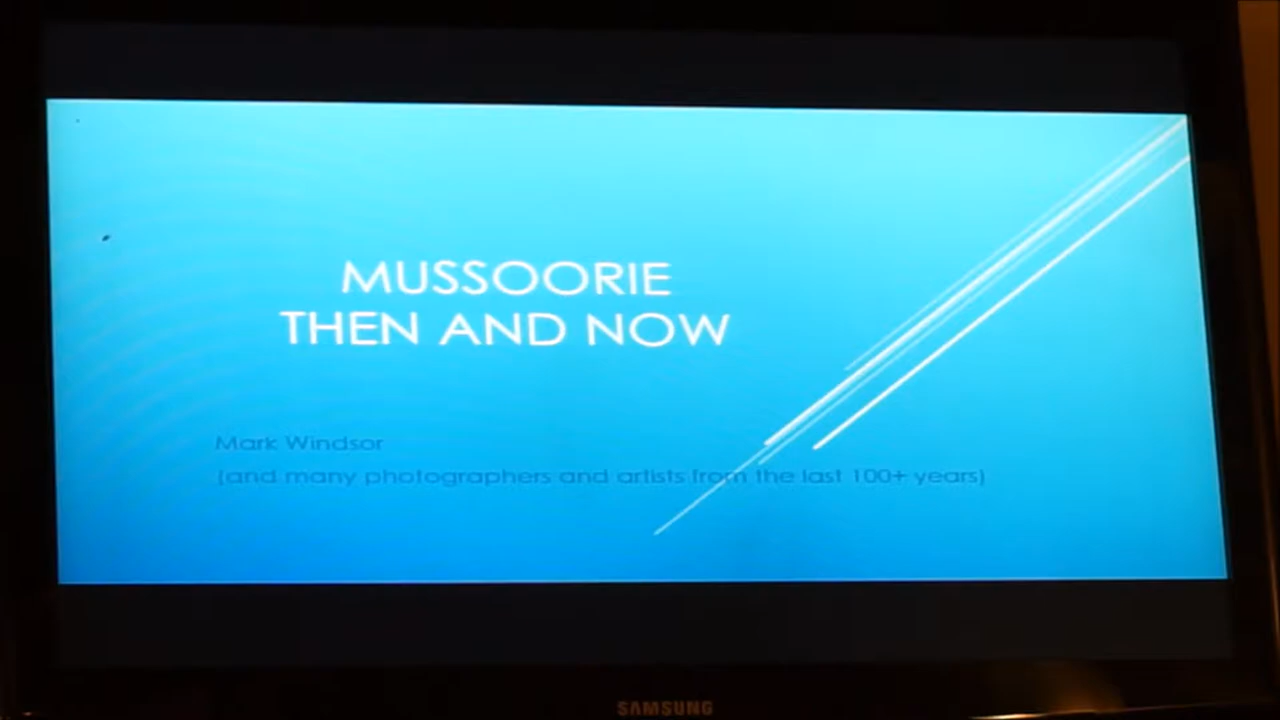 MUSSOORIE
THEN AND NOW
Mark Windsor
(and many photographers and artists from the last 100+ years)
SAMSUNG